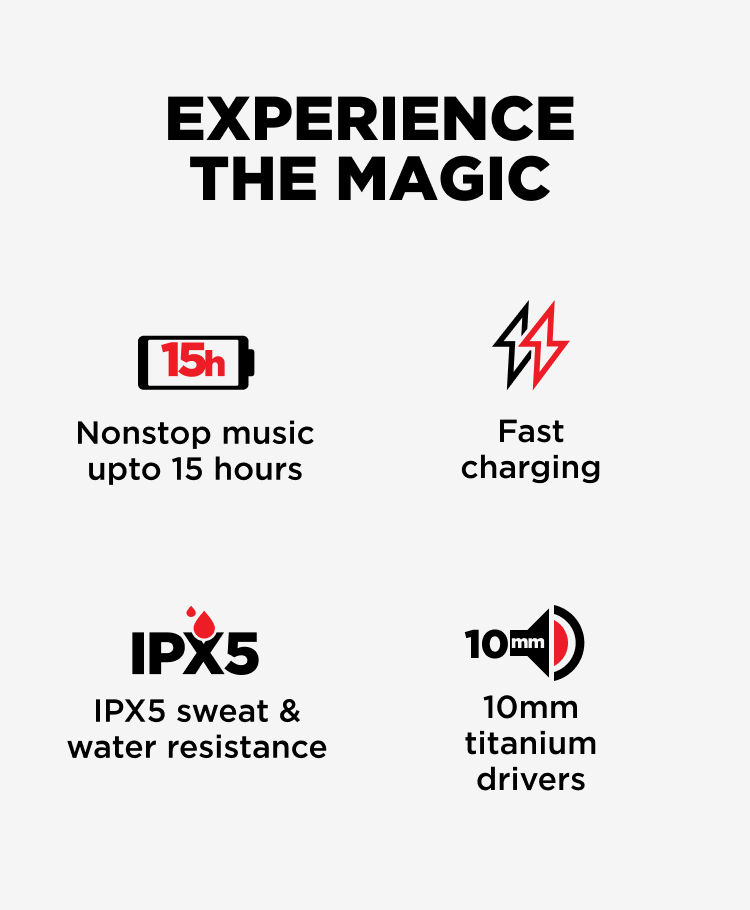 EXPERIENCE
THE MAGIC
15h
Nonstop music
upto 15 hours
Fast
charging
IPX5
IPX5 sweat &
water resistance
10mm
10mm
titanium
drivers